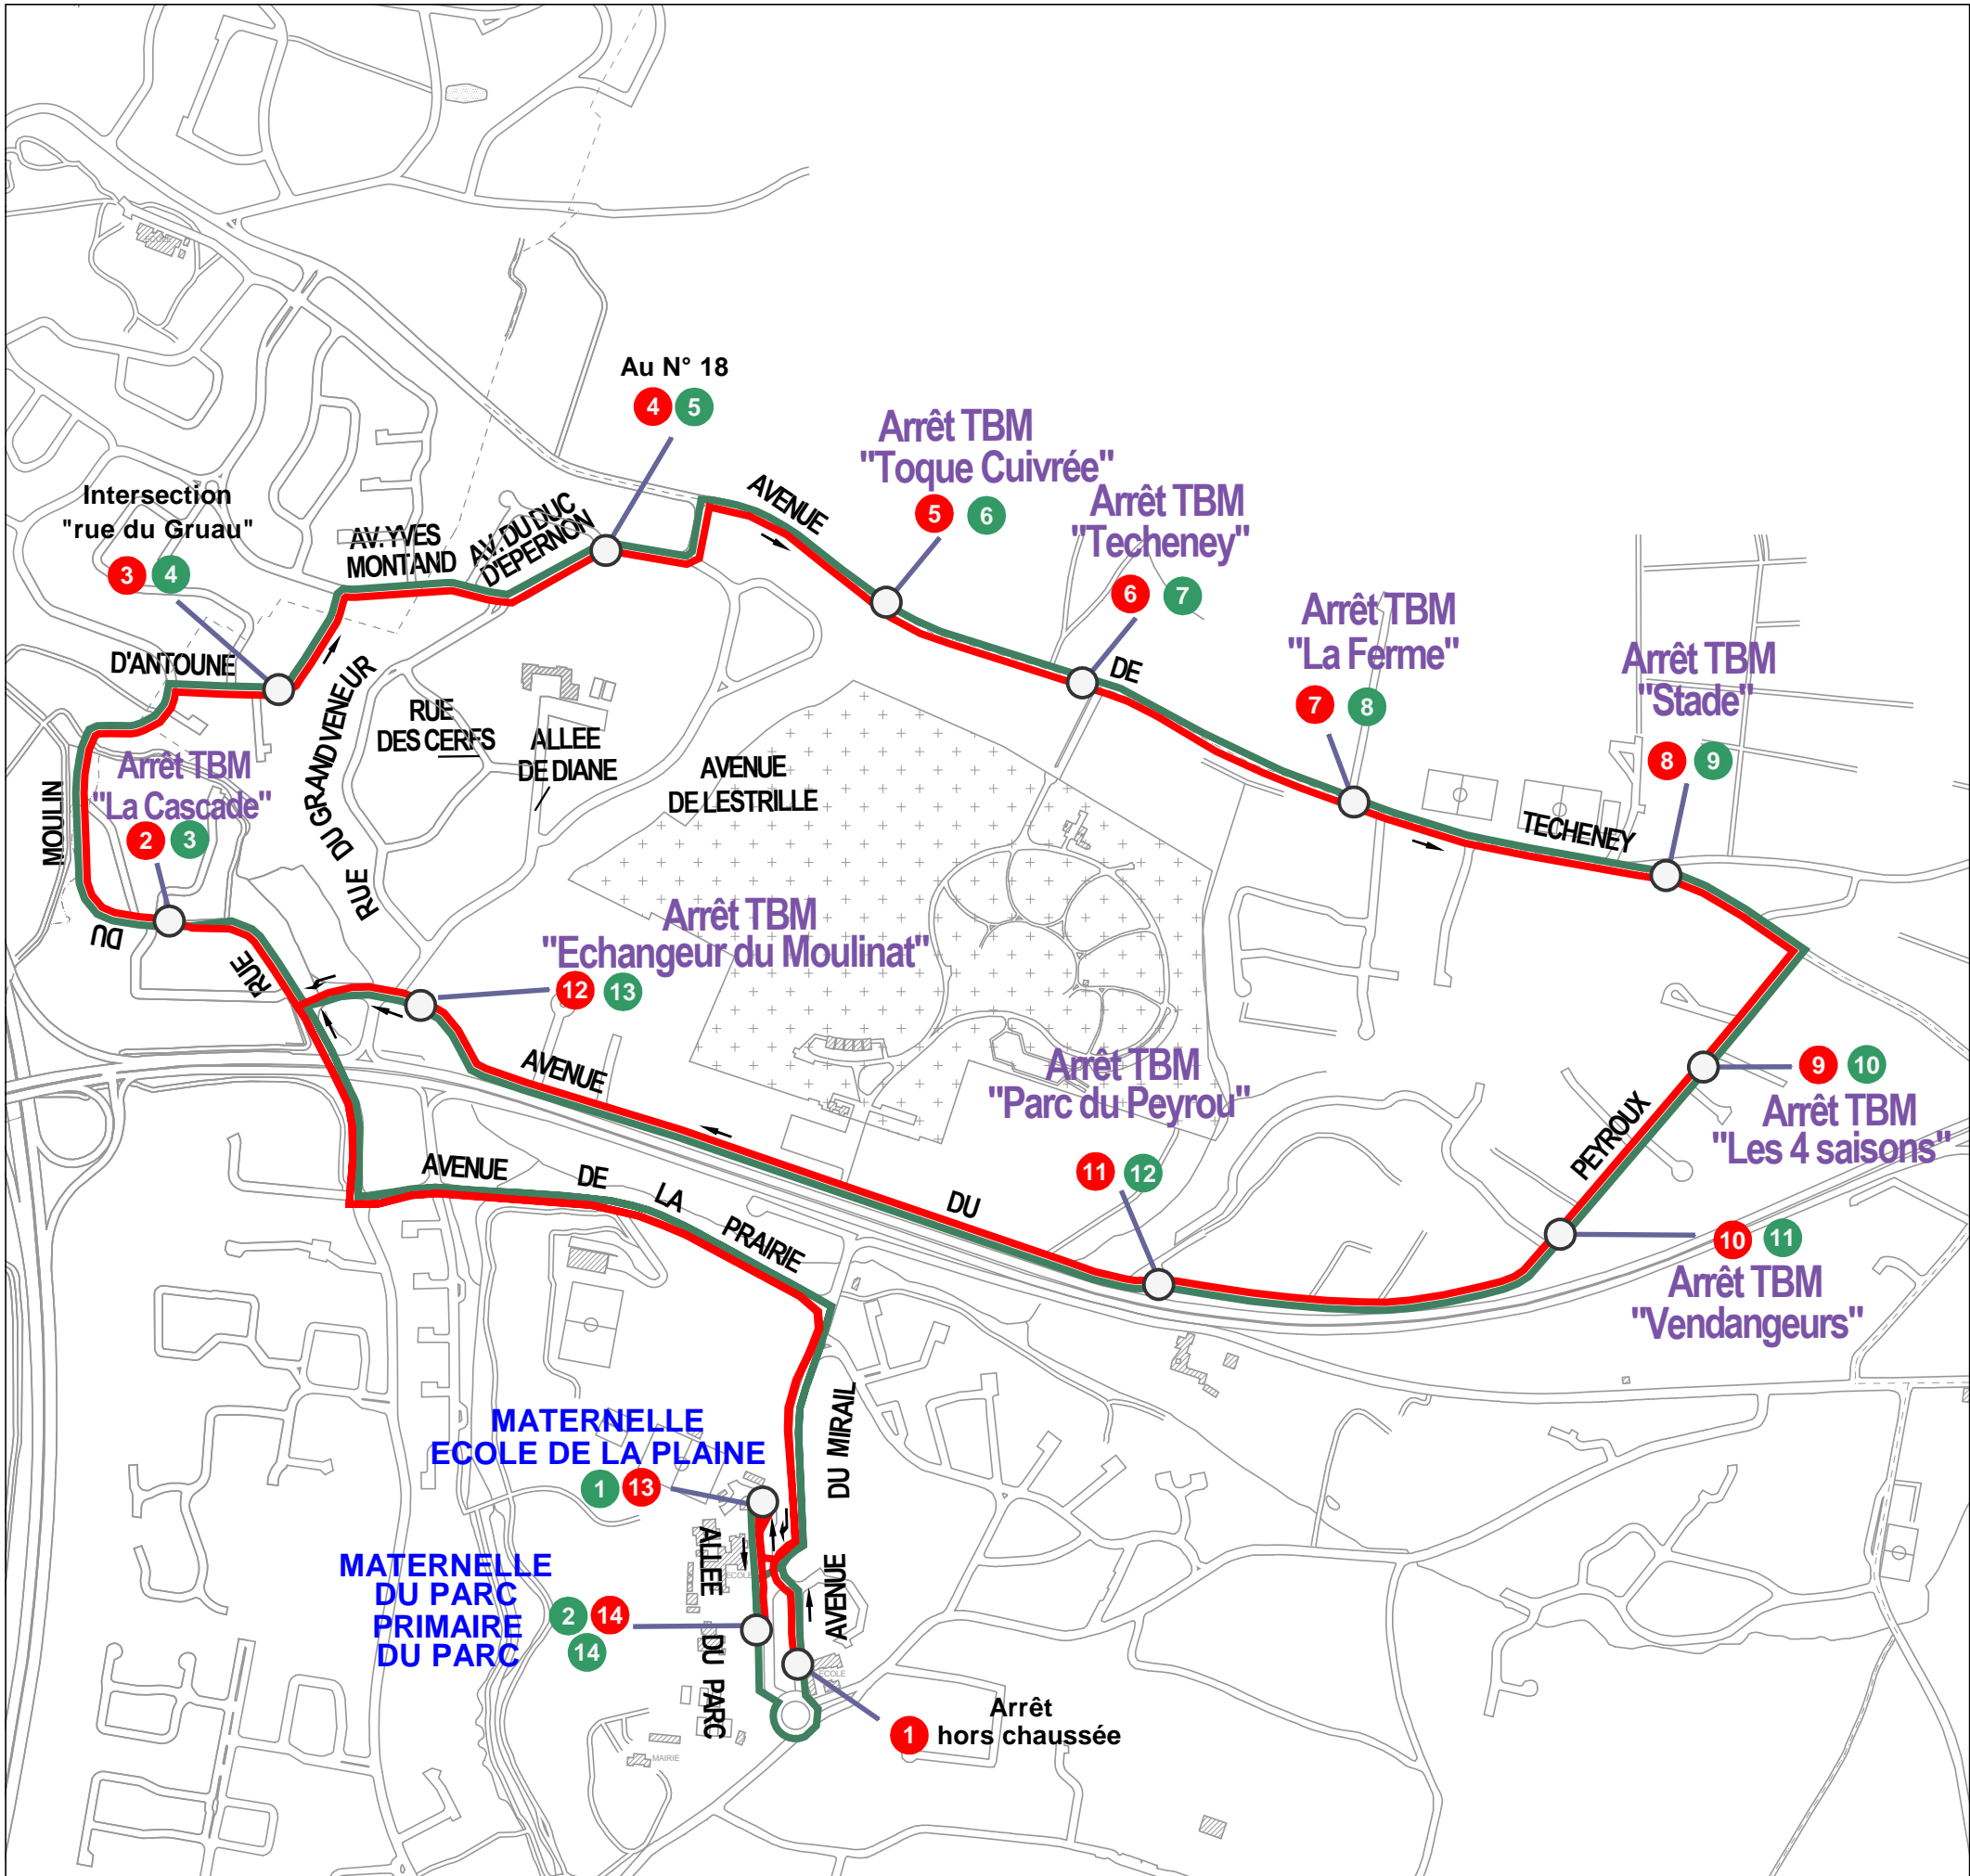 ECOLE
Au N° 18
4 5
Arrêt TBM
"Toque Cuivrée"
5 6
AVENUE
Arrêt TBM
"Techeney"
6 7
Intersection
"rue du Gruau"
3 4
AV. YVES
MONTAND
AV. DU DUC
D'EPERNON
DE
Arrêt TBM
"La Ferme"
7 8
Arrêt TBM
"Stade"
8 9
D'ANTOUNE
RUE DU GRAND VENEUR
RUE
DES CERFS
ALLEE
DE DIANE
AVENUE
DE LESTRILLE
MOULIN
Arrêt TBM
"La Cascade"
2 3
TECHENEY
DU
RUE
Arrêt TBM
"Echangeur du Moulinat"
12 13
AVENUE
Arrêt TBM
"Parc du Peyrou"
11 12
9 10
Arrêt TBM
"Les 4 saisons"
PEYROUX
DU
10 11
Arrêt TBM
"Vendangeurs"
AVENUE DE LA PRAIRIE
DU MIRAIL
MATERNELLE
ECOLE DE LA PLAINE
1 13
ALLEE
ECOLE
AVENUE
MATERNELLE
DU PARC
PRIMAIRE
DU PARC
2 14
14
DU PARC
ECOLE
MAIRIE
Arrêt
1 hors chaussée